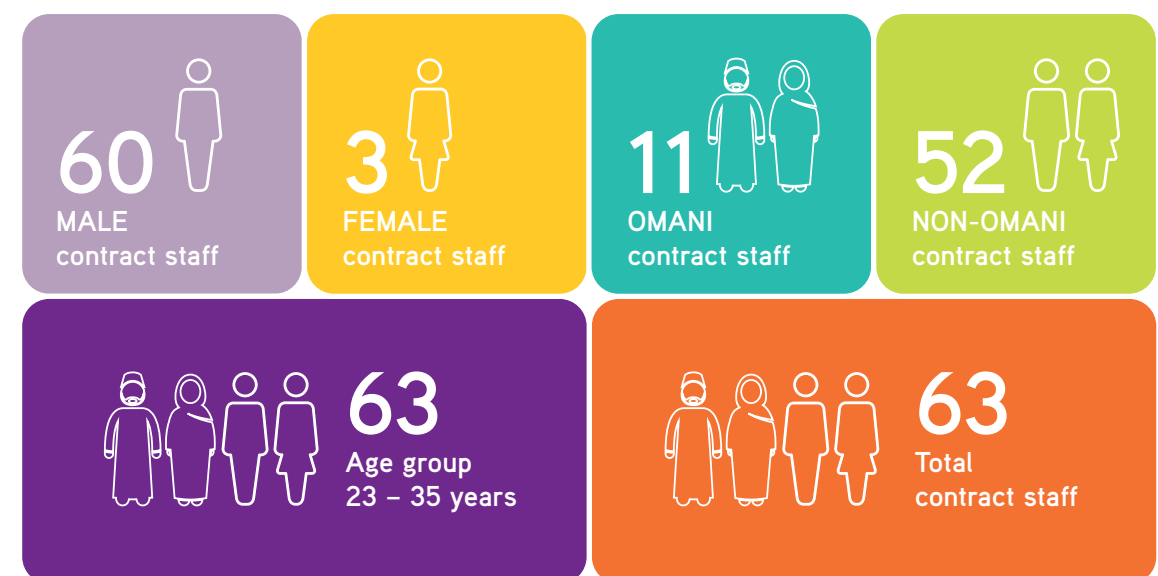 60
MALE
contract staff
3
FEMALE
contract staff
11
OMANI
contract staff
52
NON-OMANI
contract staff
63
Age group
23 – 35 years
63
Total
contract staff